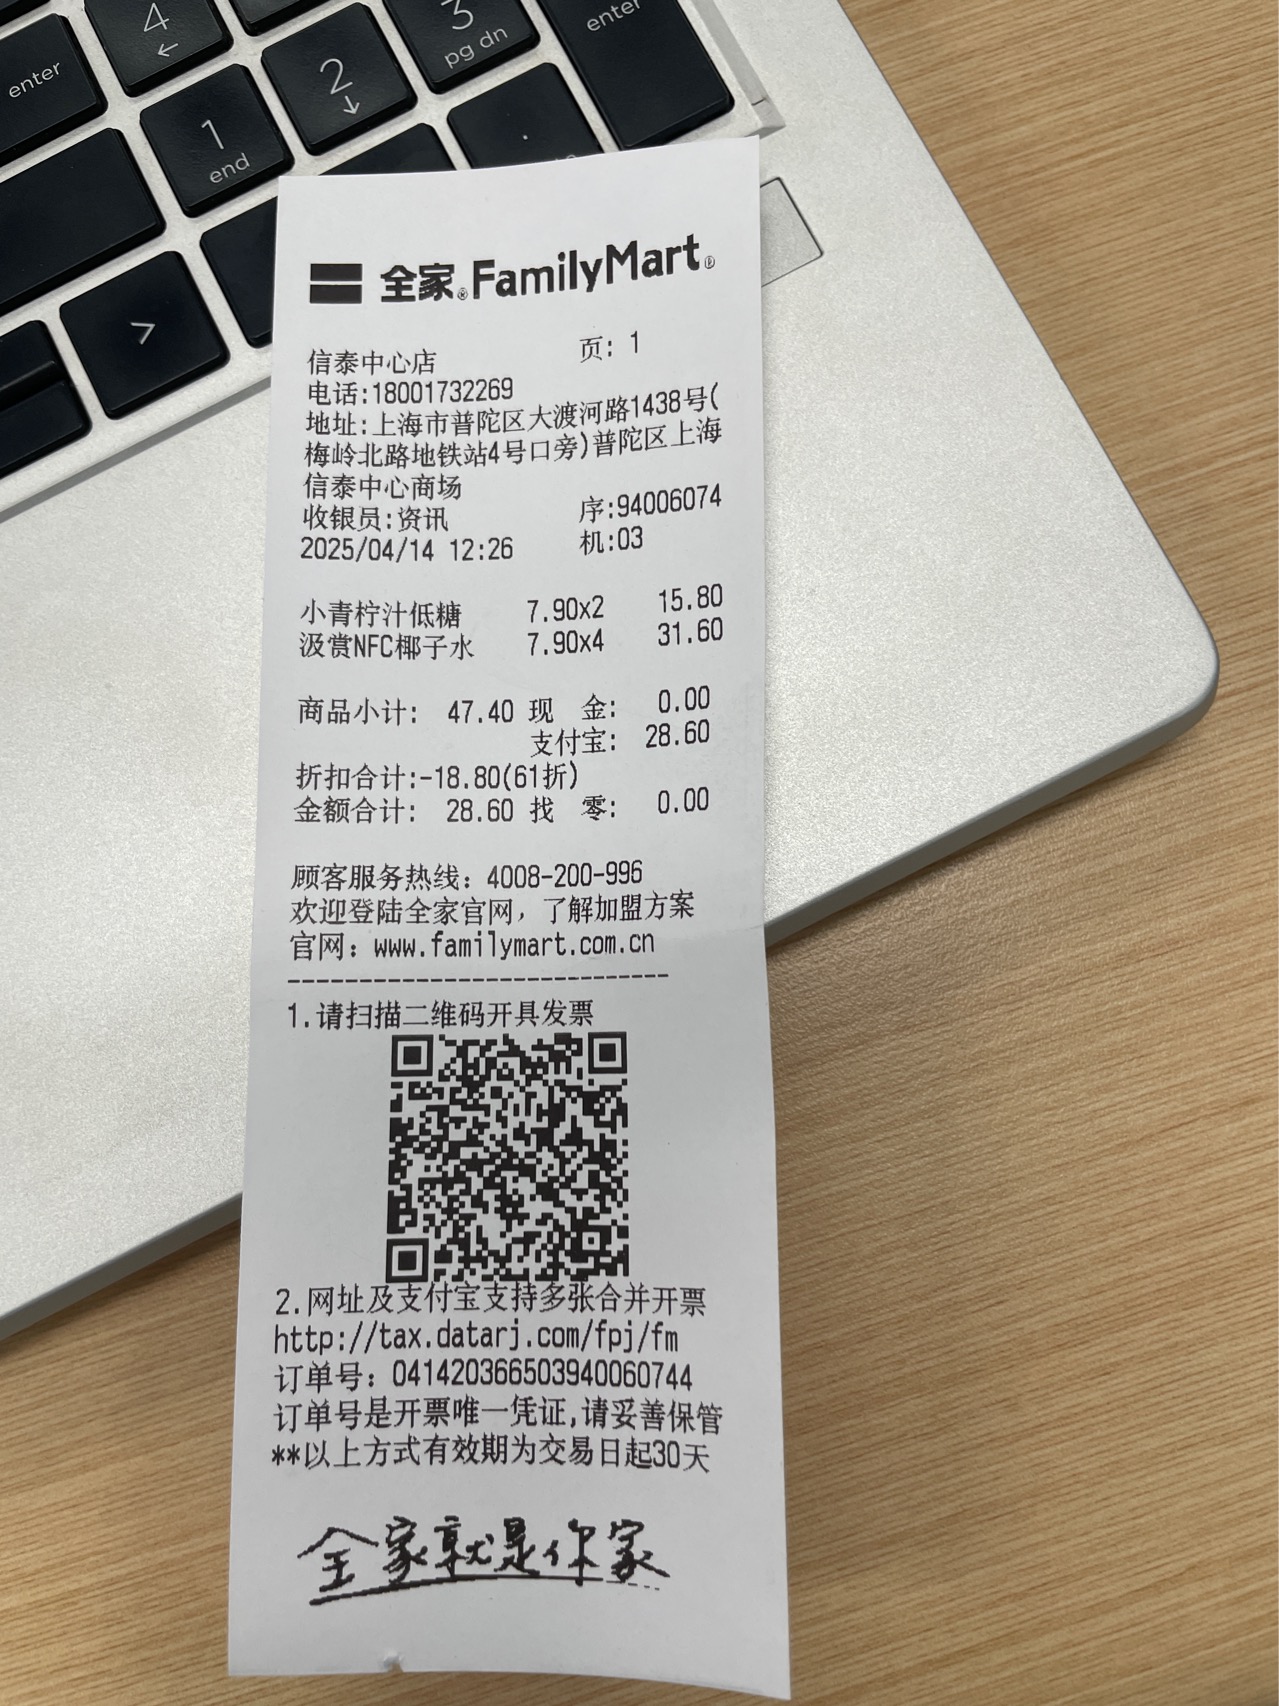 4
←
3
pg dn
enter
enter
2
↓
1
end
.
>
全家®FamilyMart®
信泰中心店 页: 1
电话:18001732269
地址:上海市普陀区大渡河路1438号(
梅岭北路地铁站4号口旁)普陀区上海
信泰中心商场
收银员:资讯 序:94006074
2025/04/14 12:26 机:03
小青柠汁低糖 7.90x2 15.80
汲赏NFC椰子水 7.90x4 31.60
商品小计: 47.40 现 金: 0.00
支付宝: 28.60
折扣合计:-18.80(61折)
金额合计: 28.60 找 零: 0.00
顾客服务热线: 4008-200-996
欢迎登陆全家官网，了解加盟方案
官网: www.familymart.com.cn
1.请扫描二维码开具发票
2.网址及支付宝支持多张合并开票
http://tax.datarj.com/fpj/fm
订单号: 0414203665039400​60744
订单号是开票唯一凭证,请妥善保管
**以上方式有效期为交易日起30天
全家就是你家